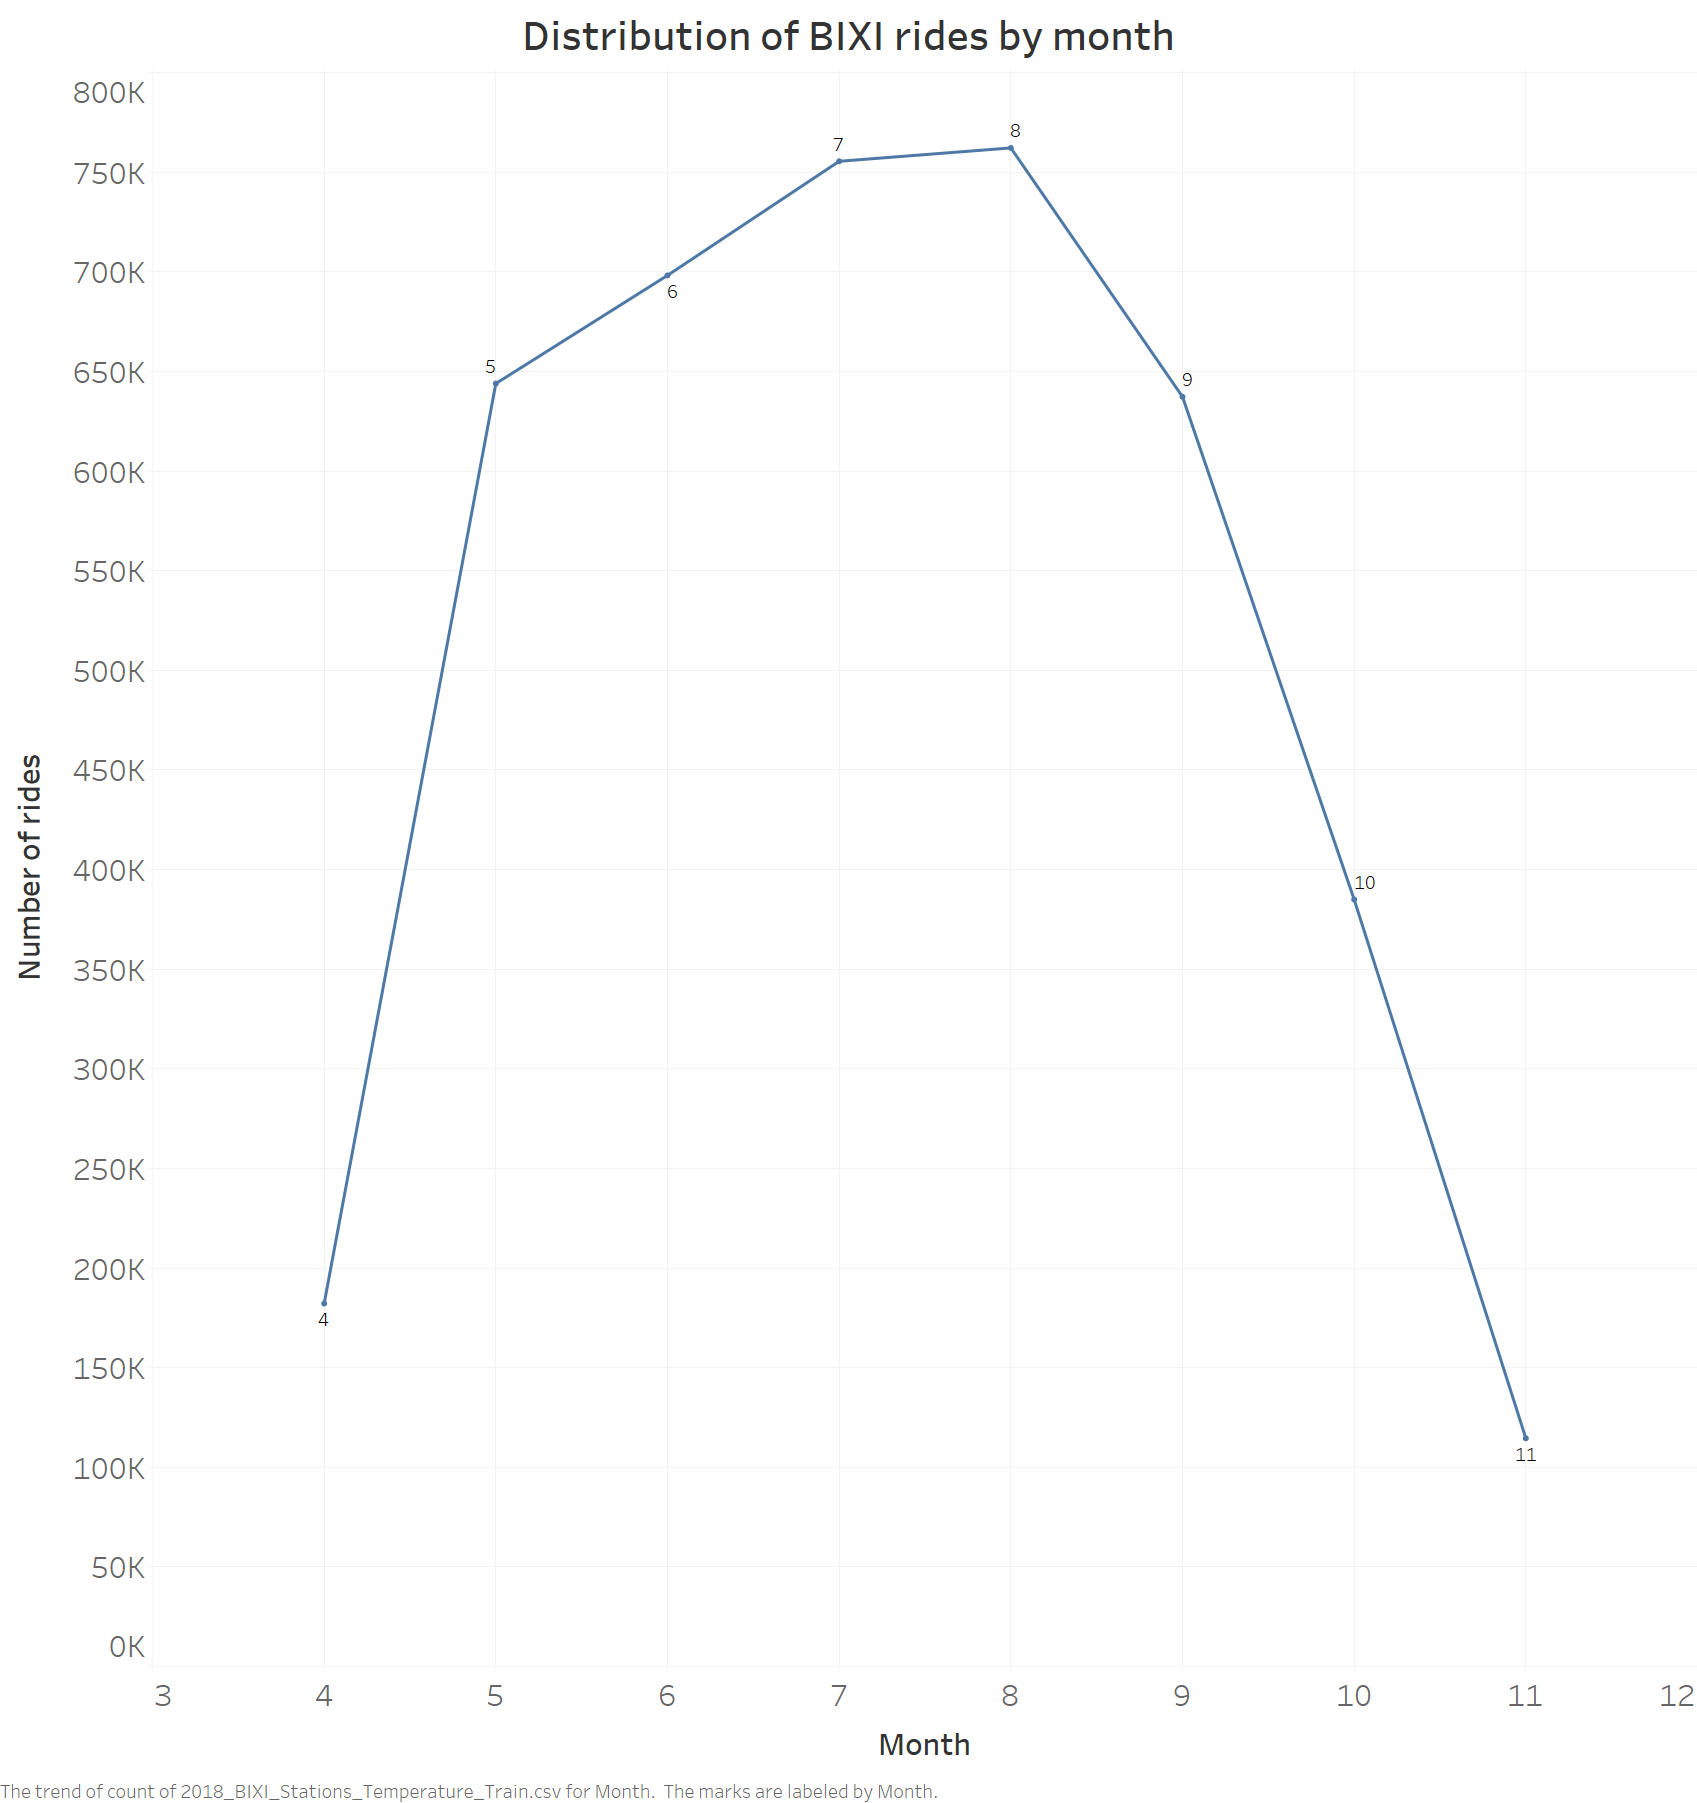 Distribution of BIXI rides by month
800K
750K
700K
650K
600K
550K
500K
450K
400K
350K
300K
250K
200K
150K
100K
50K
0K
Number of rides
4
5
6
7
8
9
10
11
3 4 5 6 7 8 9 10 11 12
Month
The trend of count of 2018_BIXI_Stations_Temperature_Train.csv for Month. The marks are labeled by Month.